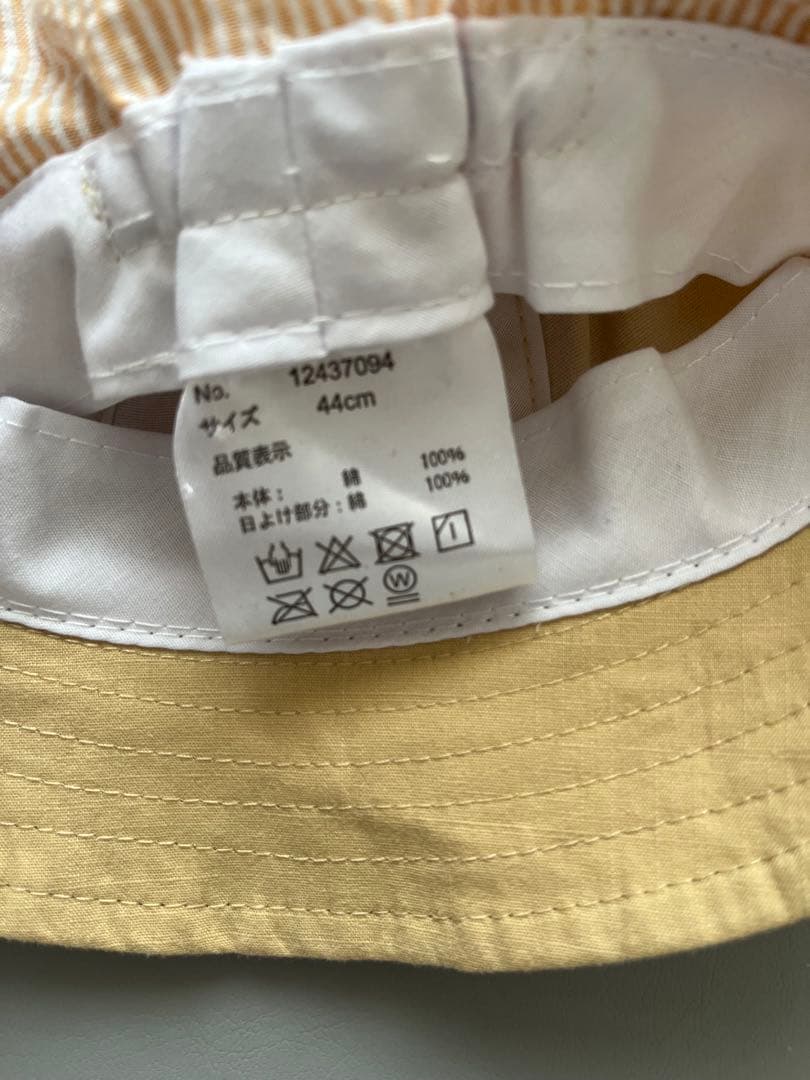 No. 12437094
サイズ 44cm
品質表示
本体: 綿 100%
日よけ部分:綿 100%
W